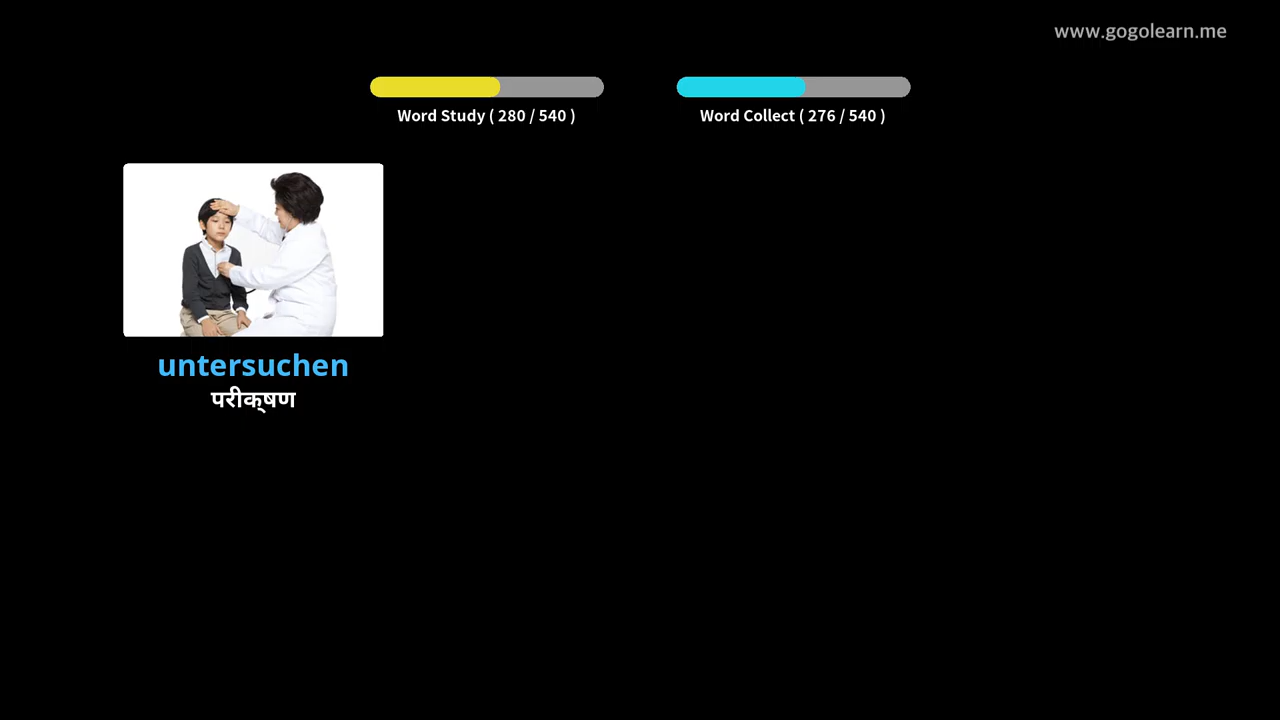 www.gogolearn.me
Word Study ( 280 / 540 )
Word Collect ( 276 / 540 )
untersuchen
परीक्षण